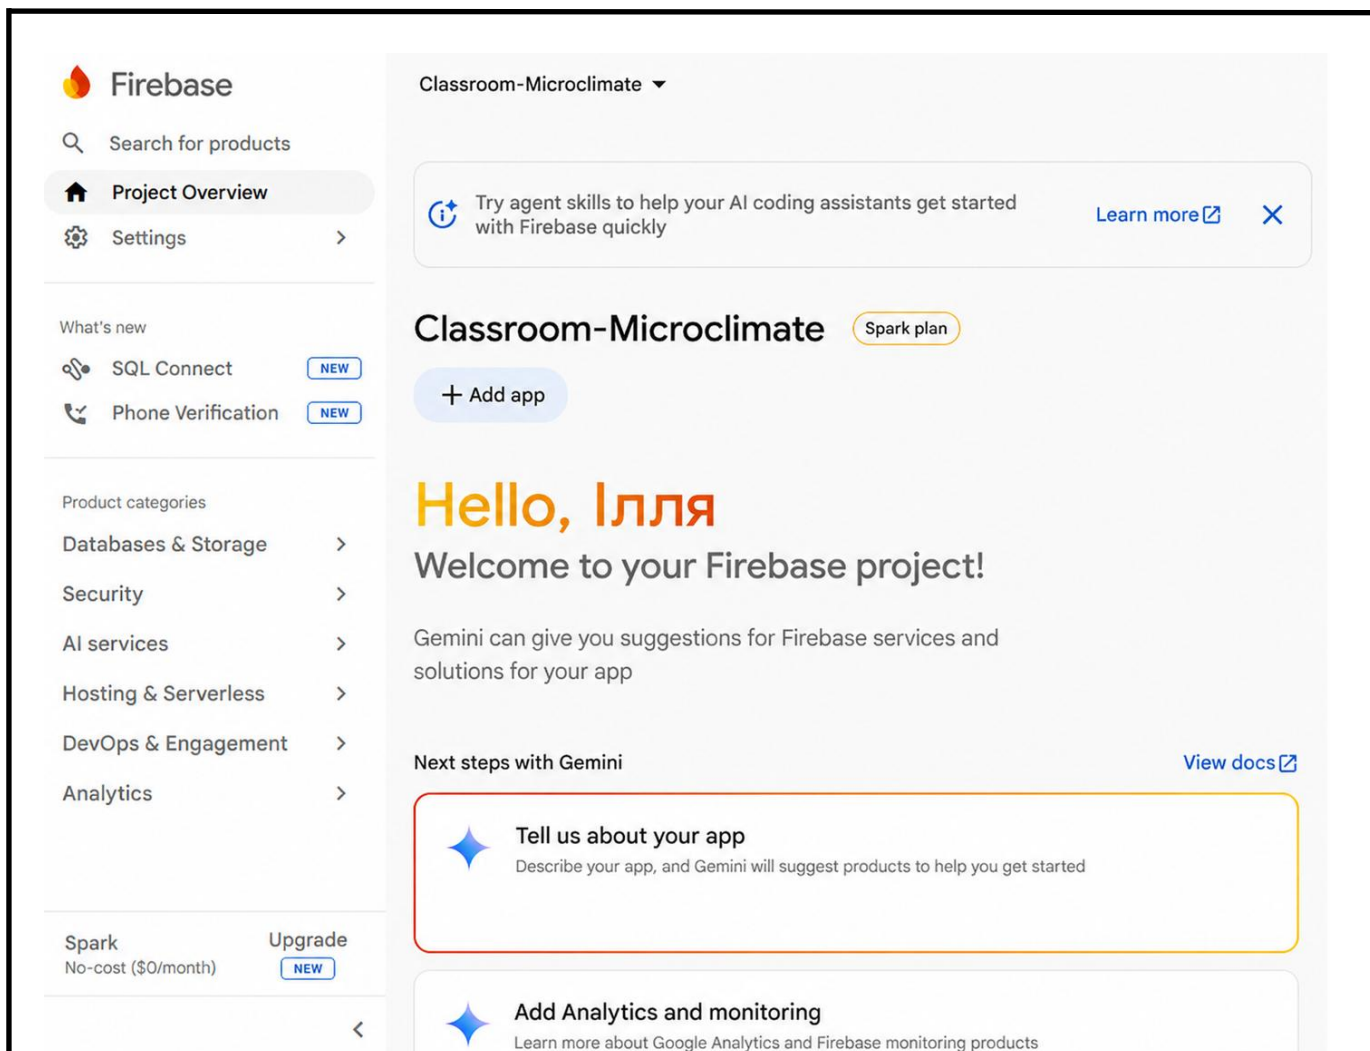 Firebase
Search for products
Project Overview
Settings
What's new
SQL Connect NEW
Phone Verification NEW
Product categories
Databases & Storage
Security
AI services
Hosting & Serverless
DevOps & Engagement
Analytics
Spark
No-cost ($0/month)
Upgrade
NEW
Classroom-Microclimate
Try agent skills to help your AI coding assistants get started
with Firebase quickly
Learn more
Classroom-Microclimate Spark plan
+ Add app
Hello, Ілля
Welcome to your Firebase project!
Gemini can give you suggestions for Firebase services and
solutions for your app
Next steps with Gemini View docs
Tell us about your app
Describe your app, and Gemini will suggest products to help you get started
Add Analytics and monitoring
Learn more about Google Analytics and Firebase monitoring products